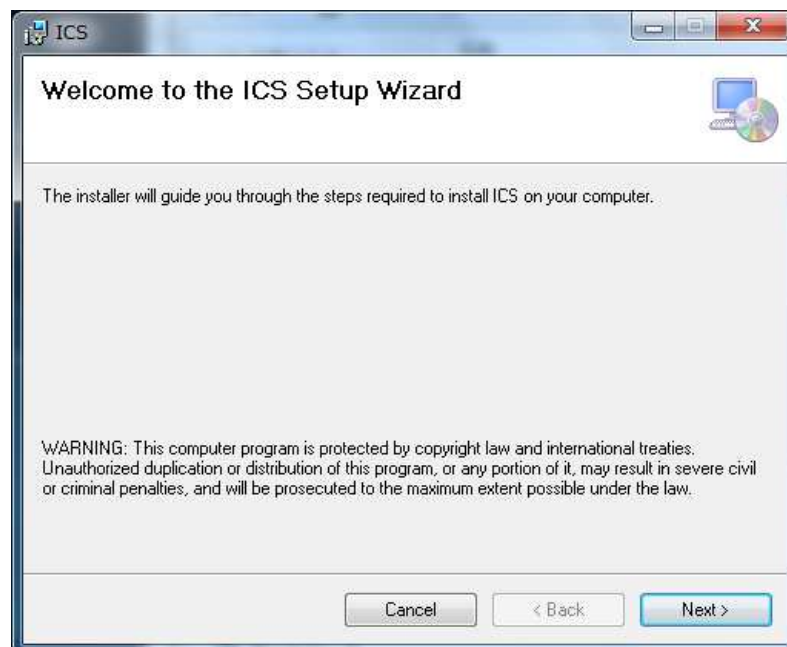 ICS
Welcome to the ICS Setup Wizard
The installer will guide you through the steps required to install ICS on your computer.
WARNING: This computer program is protected by copyright law and international treaties.
Unauthorized duplication or distribution of this program, or any portion of it, may result in severe civil
or criminal penalties, and will be prosecuted to the maximum extent possible under the law.
Cancel
< Back
Next >